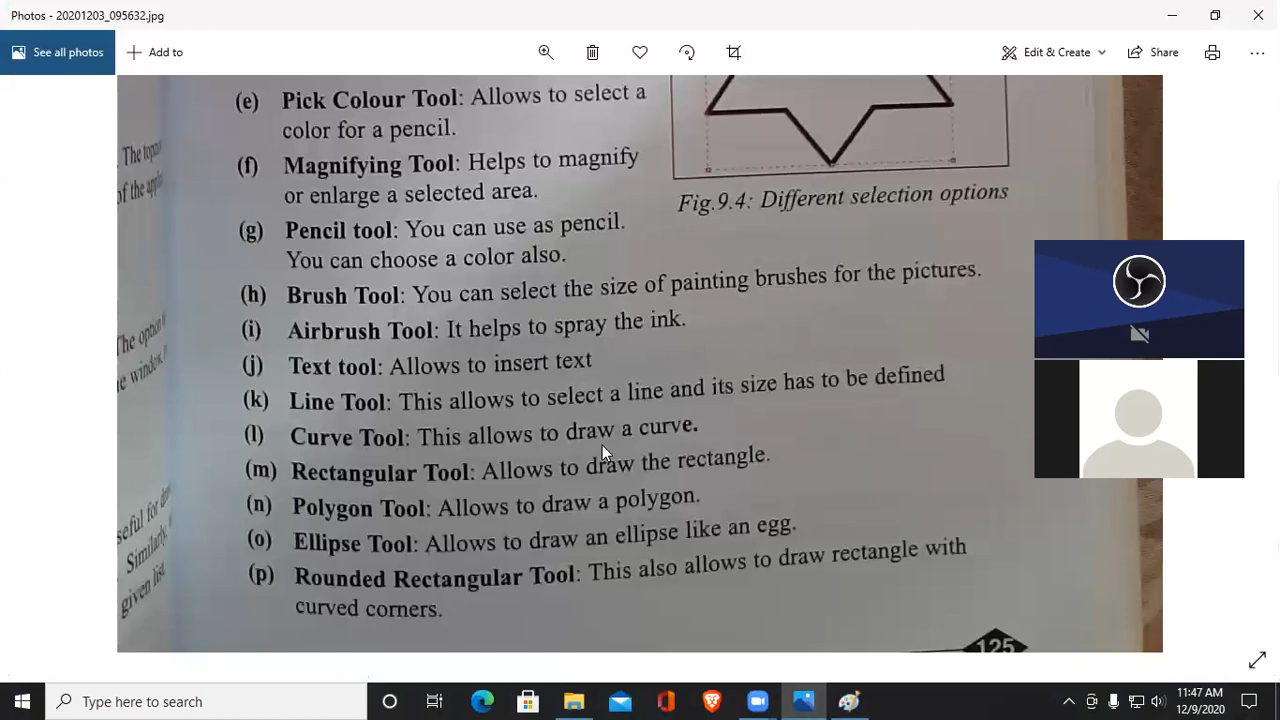 Photos - 20201203_095632.jpg
See all photos
Add to
Edit & Create
Share
(e) Pick Colour Tool: Allows to select a
color for a pencil.
(f) Magnifying Tool: Helps to magnify
or enlarge a selected area.
(g) Pencil tool: You can use as pencil.
You can choose a color also.
Fig.9.4: Different selection options
(h) Brush Tool: You can select the size of painting brushes for the pictures.
(i) Airbrush Tool: It helps to spray the ink.
(j) Text tool: Allows to insert text
(k) Line Tool: This allows to select a line and its size has to be defined
(l) Curve Tool: This allows to draw a curve.
(m) Rectangular Tool: Allows to draw the rectangle.
(n) Polygon Tool: Allows to draw a polygon.
(o) Ellipse Tool: Allows to draw an ellipse like an egg.
(p) Rounded Rectangular Tool: This also allows to draw rectangle with
curved corners.
125
of the
The option
Similarly,
given list.
Type here to search
11:47 AM
12/9/2020